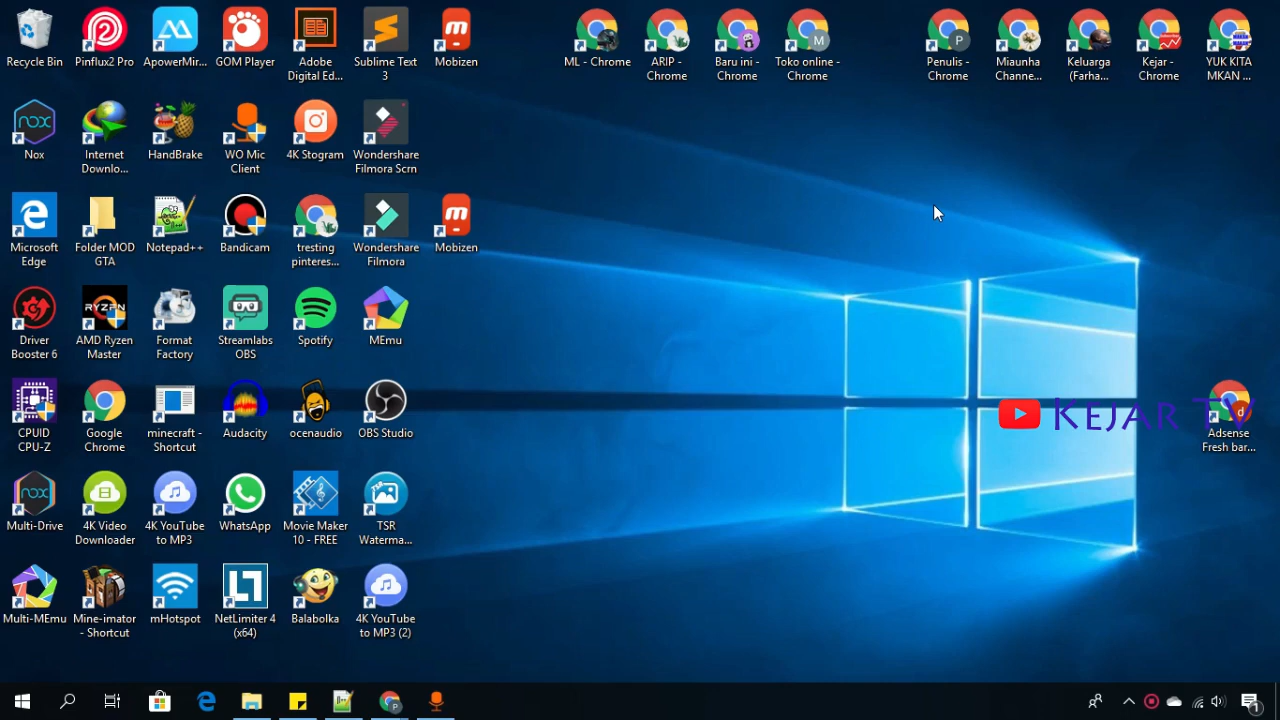 Recycle Bin
Pinflux2 Pro
ApowerMir...
GOM Player
Adobe
Digital Ed...
Sublime Text
3
Mobizen
ML - Chrome
ARIP -
Chrome
Baru ini -
Chrome
Toko online -
Chrome
Penulis -
Chrome
Miaunha
Channe...
Keluarga
(Farha...
Kejar -
Chrome
YUK KITA
MKAN ...
Nox
Internet
Downlo...
HandBrake
WO Mic
Client
4K Stogram
Wondershare
Filmora Scrn
Microsoft
Edge
Folder MOD
GTA
Notepad++
Bandicam
tresting
pinteres...
Wondershare
Filmora
Mobizen
Driver
Booster 6
AMD Ryzen
Master
Format
Factory
Streamlabs
OBS
Spotify
MEmu
CPUID
CPU-Z
Google
Chrome
minecraft -
Shortcut
Audacity
ocenaudio
OBS Studio
Kejar TV
Adsense
Fresh bar...
Multi-Drive
4K Video
Downloader
4K YouTube
to MP3
WhatsApp
Movie Maker
10 - FREE
TSR
Waterma...
Multi-MEmu
Mine-imator
- Shortcut
mHotspot
NetLimiter 4
(x64)
Balabolka
4K YouTube
to MP3 (2)